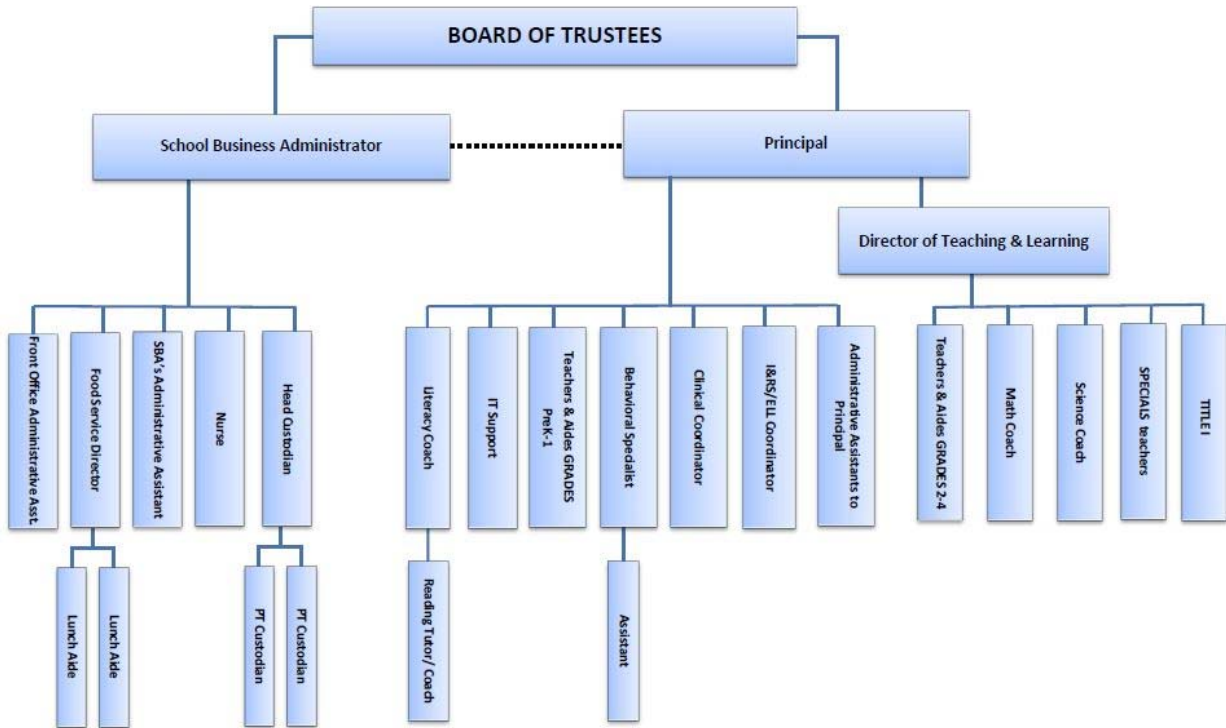 BOARD OF TRUSTEES
School Business Administrator
Principal
Director of Teaching & Learning
Front Office Administrative Asst.
Food Service Director
SBA's Administrative Assistant
Nurse
Head Custodian
Literacy Coach
IT Support
Teachers & Aides GRADES
PreK-1
Behavioral Specialist
Clinical Coordinator
I&RS/ELL Coordinator
Administrative Assistants to
Principal
Teachers & Aides GRADES 2-4
Math Coach
Science Coach
SPECIALS teachers
TITLE I
Lunch Aide
Lunch Aide
PT Custodian
PT Custodian
Reading Tutor/ Coach
Assistant